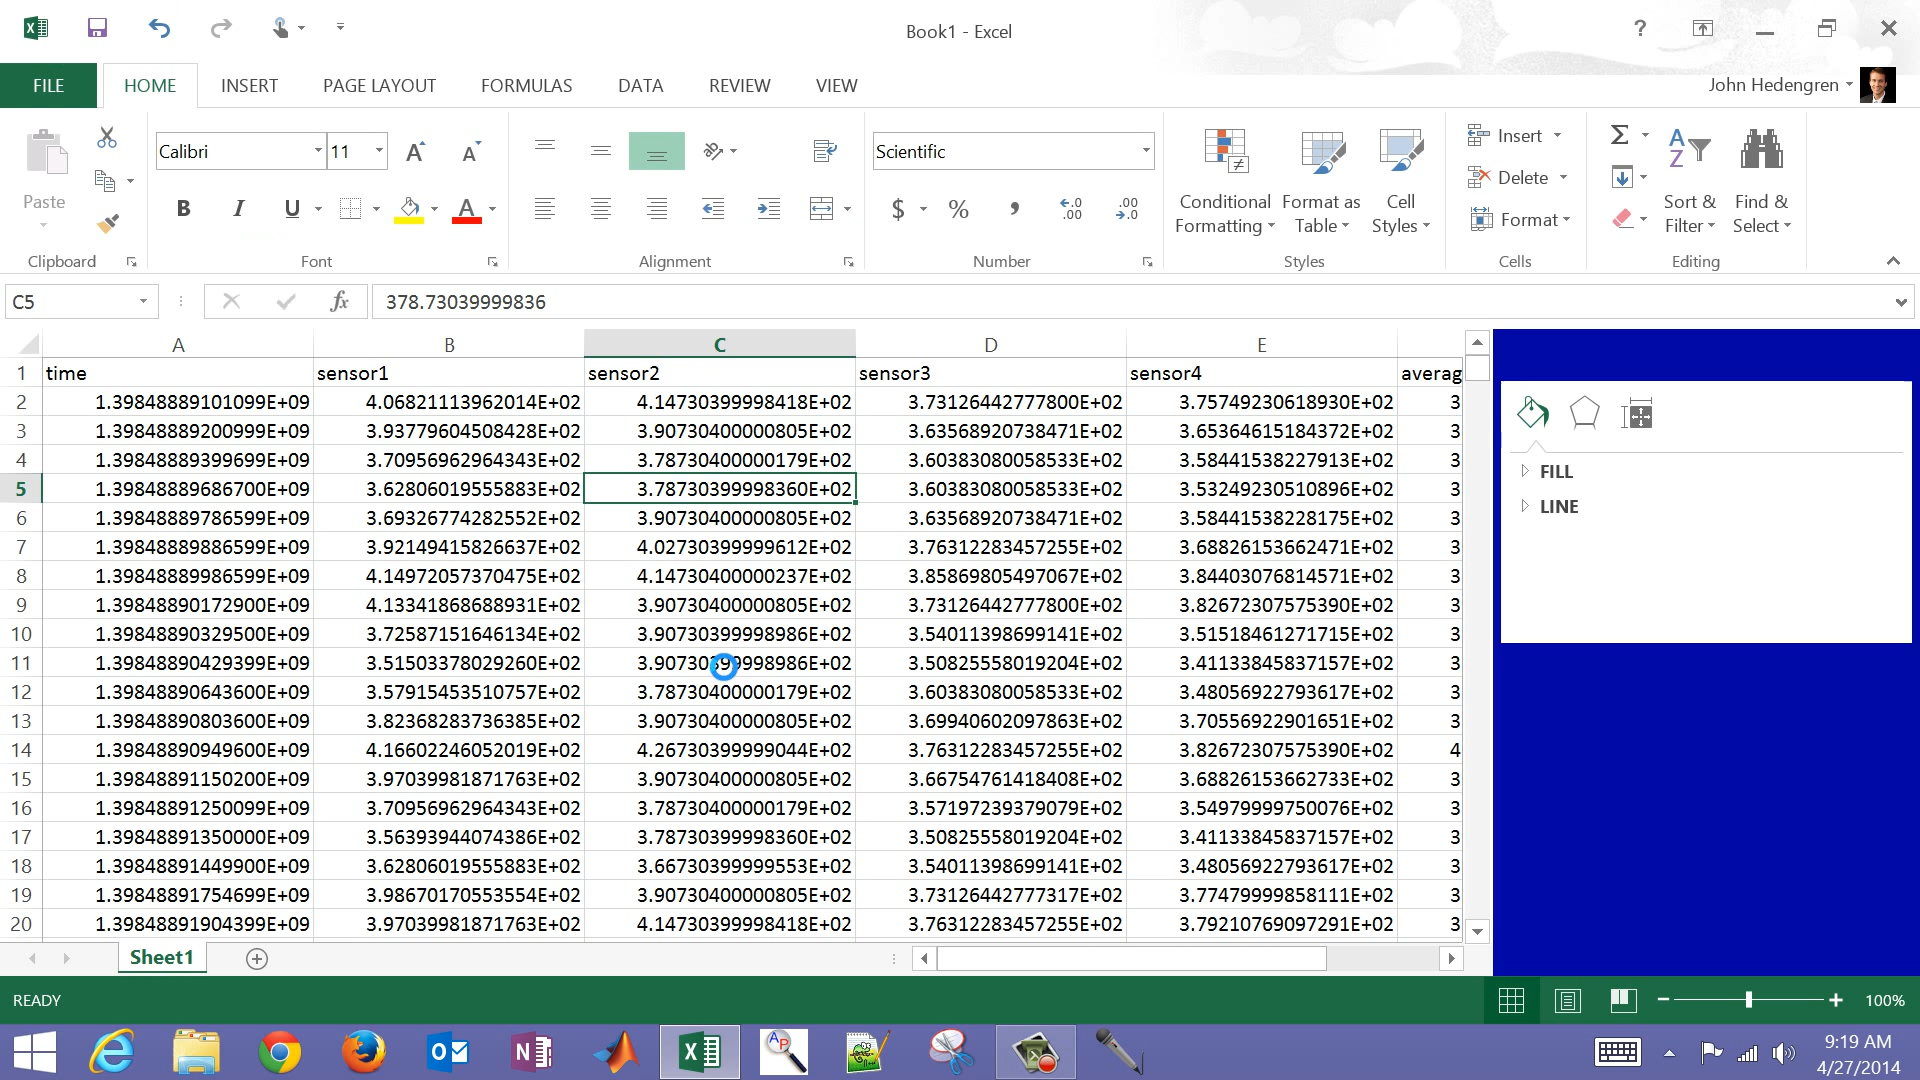 Book1 - Excel
?
FILE HOME INSERT PAGE LAYOUT FORMULAS DATA REVIEW VIEW John Hedengren
Paste
Calibri 11 A A
B I U A
Scientific
$ % , .0 .00 .00 .0
Conditional Formatting
Format as Table
Cell Styles
Insert
Delete
Format
Σ
Sort & Filter
Find & Select
Clipboard Font Alignment Number Styles Cells Editing
C5 fx 378.73039999836
A B C D E
1 time sensor1 sensor2 sensor3 sensor4 averag
2 1.39848889101099E+09 4.06821113962014E+02 4.14730399998418E+02 3.73126442777800E+02 3.75749230618930E+02 3
3 1.39848889200999E+09 3.93779604508428E+02 3.90730400000805E+02 3.63568920738471E+02 3.65364615184372E+02 3
4 1.39848889399699E+09 3.70956962964343E+02 3.78730400000179E+02 3.60383080058533E+02 3.58441538227913E+02 3
5 1.39848889686700E+09 3.62806019555883E+02 3.78730399998360E+02 3.60383080058533E+02 3.53249230510896E+02 3
6 1.39848889786599E+09 3.69326774282552E+02 3.90730400000805E+02 3.63568920738471E+02 3.58441538228175E+02 3
7 1.39848889886599E+09 3.92149415826637E+02 4.02730399999612E+02 3.76312283457255E+02 3.68826153662471E+02 3
8 1.39848889986599E+09 4.14972057370475E+02 4.14730400000237E+02 3.85869805497067E+02 3.84403076814571E+02 3
9 1.39848890172900E+09 4.13341868688931E+02 3.90730400000805E+02 3.73126442777800E+02 3.82672307575390E+02 3
10 1.39848890329500E+09 3.72587151646134E+02 3.90730399998986E+02 3.54011398699141E+02 3.51518461271715E+02 3
11 1.39848890429399E+09 3.51503378029260E+02 3.90730399998986E+02 3.50825558019204E+02 3.41133845837157E+02 3
12 1.39848890643600E+09 3.57915453510757E+02 3.78730400000179E+02 3.60383080058533E+02 3.48056922793617E+02 3
13 1.39848890803600E+09 3.82368283736385E+02 3.90730400000805E+02 3.69940602097863E+02 3.70556922901651E+02 3
14 1.39848890949600E+09 4.16602246052019E+02 4.26730399999044E+02 3.76312283457255E+02 3.82672307575390E+02 4
15 1.39848891150200E+09 3.97039981871763E+02 3.90730400000805E+02 3.66754761418408E+02 3.68826153662733E+02 3
16 1.39848891250099E+09 3.70956962964343E+02 3.78730400000179E+02 3.57197239379079E+02 3.54979999750076E+02 3
17 1.39848891350000E+09 3.56393944074386E+02 3.78730399998360E+02 3.50825558019204E+02 3.41133845837157E+02 3
18 1.39848891449900E+09 3.62806019555883E+02 3.66730399999553E+02 3.54011398699141E+02 3.48056922793617E+02 3
19 1.39848891754699E+09 3.98670170553554E+02 3.90730400000805E+02 3.73126442777317E+02 3.77479999858111E+02 3
20 1.39848891904399E+09 3.97039981871763E+02 4.14730399998418E+02 3.76312283457255E+02 3.79210769097291E+02 3
FILL
LINE
Sheet1
READY 100%
9:19 AM
4/27/2014